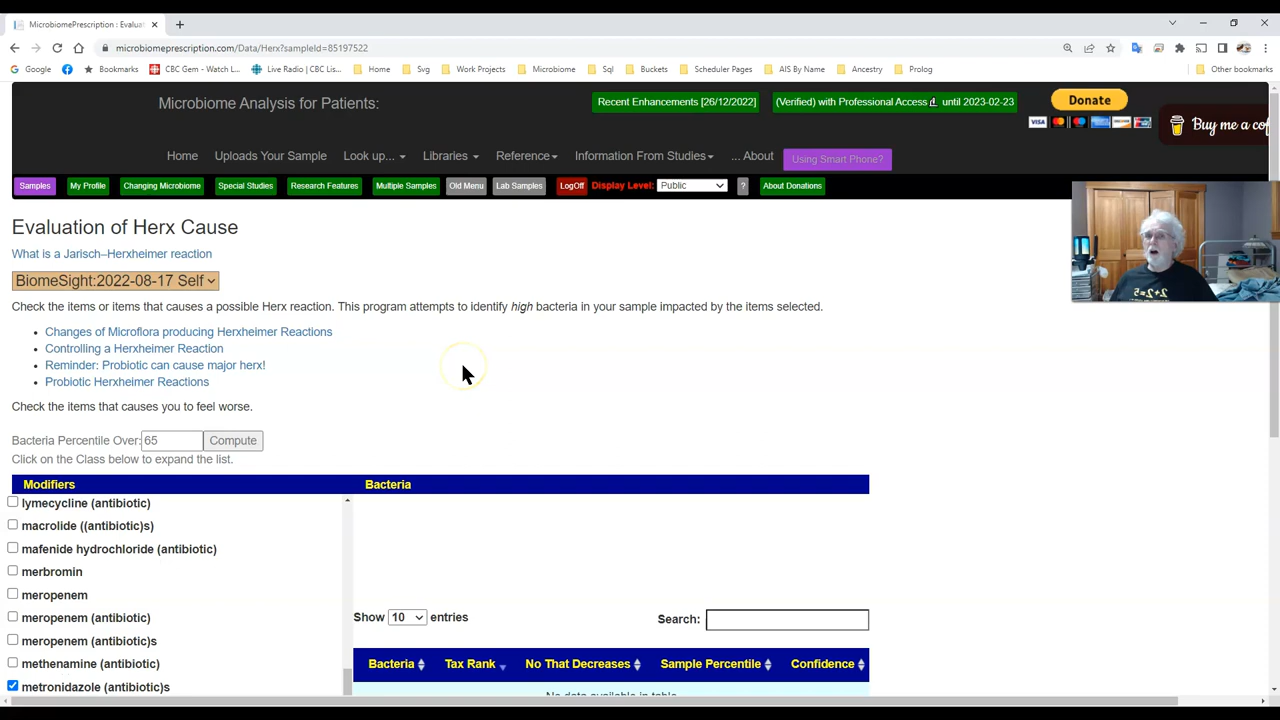 MicrobiomePrescription : Evaluat
microbiomeprescription.com/Data/Herx?sampleId=85197522
Google Bookmarks CBC Gem - Watch L... Live Radio | CBC Lis... Home Svg Work Projects Microbiome Sql Buckets Scheduler Pages AIS By Name Ancestry Prolog Other bookmarks
Microbiome Analysis for Patients:
Recent Enhancements [26/12/2022]
(Verified) with Professional Access until 2023-02-23
Donate
VISA
Buy me a cof
Home Uploads Your Sample Look up... Libraries Reference Information From Studies ... About Using Smart Phone?
Samples My Profile Changing Microbiome Special Studies Research Features Multiple Samples Old Menu Lab Samples LogOff Display Level: Public ? About Donations
Evaluation of Herx Cause
What is a Jarisch–Herxheimer reaction
BiomeSight:2022-08-17 Self
Check the items or items that causes a possible Herx reaction. This program attempts to identify high bacteria in your sample impacted by the items selected.
Changes of Microflora producing Herxheimer Reactions
Controlling a Herxheimer Reaction
Reminder: Probiotic can cause major herx!
Probiotic Herxheimer Reactions
Check the items that causes you to feel worse.
Bacteria Percentile Over: 65 Compute
Click on the Class below to expand the list.
Modifiers Bacteria
lymecycline (antibiotic)
macrolide ((antibiotic)s)
mafenide hydrochloride (antibiotic)
merbromin
meropenem
meropenem (antibiotic)
meropenem (antibiotic)s
methenamine (antibiotic)
metronidazole (antibiotic)s
Show 10 entries Search:
Bacteria Tax Rank No That Decreases Sample Percentile Confidence
No data available in table